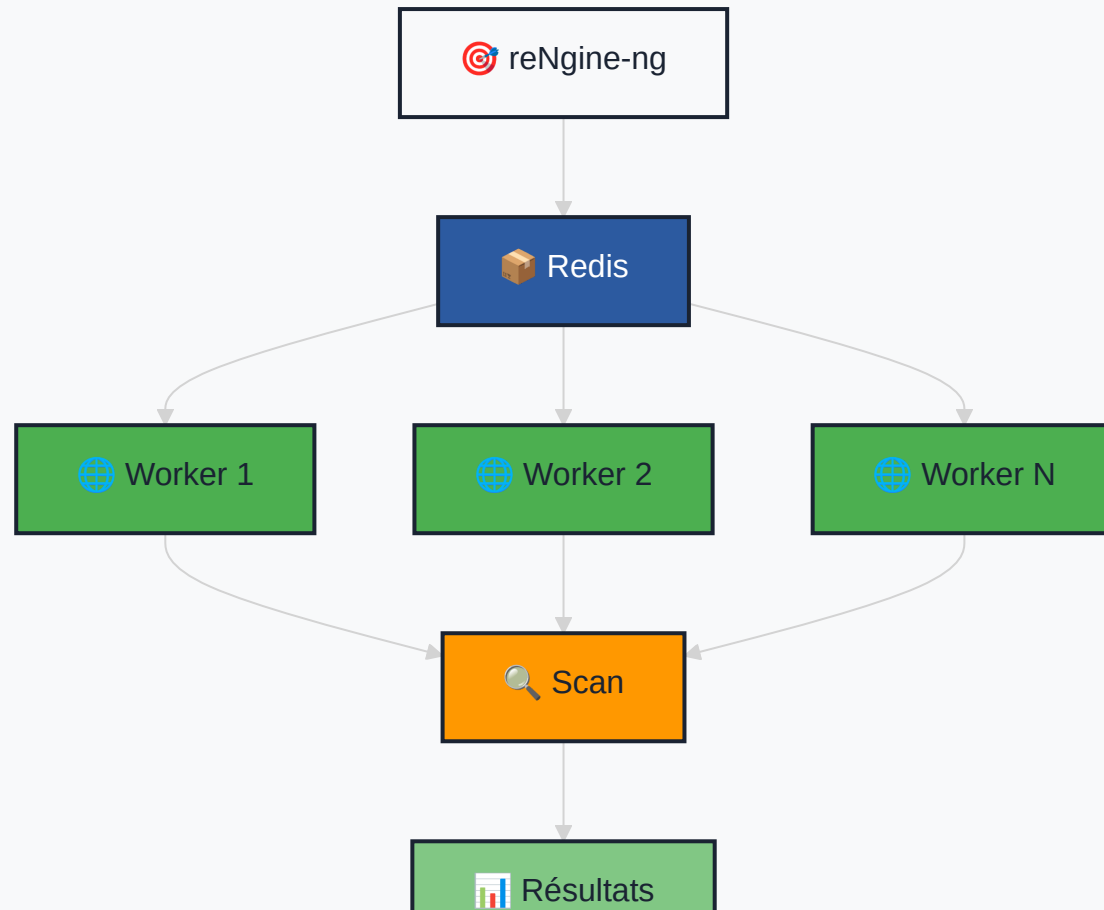 🎯 reNgine-ng
📦 Redis
🌐 Worker 1
🌐 Worker 2
🌐 Worker N
🔍 Scan
📊 Résultats